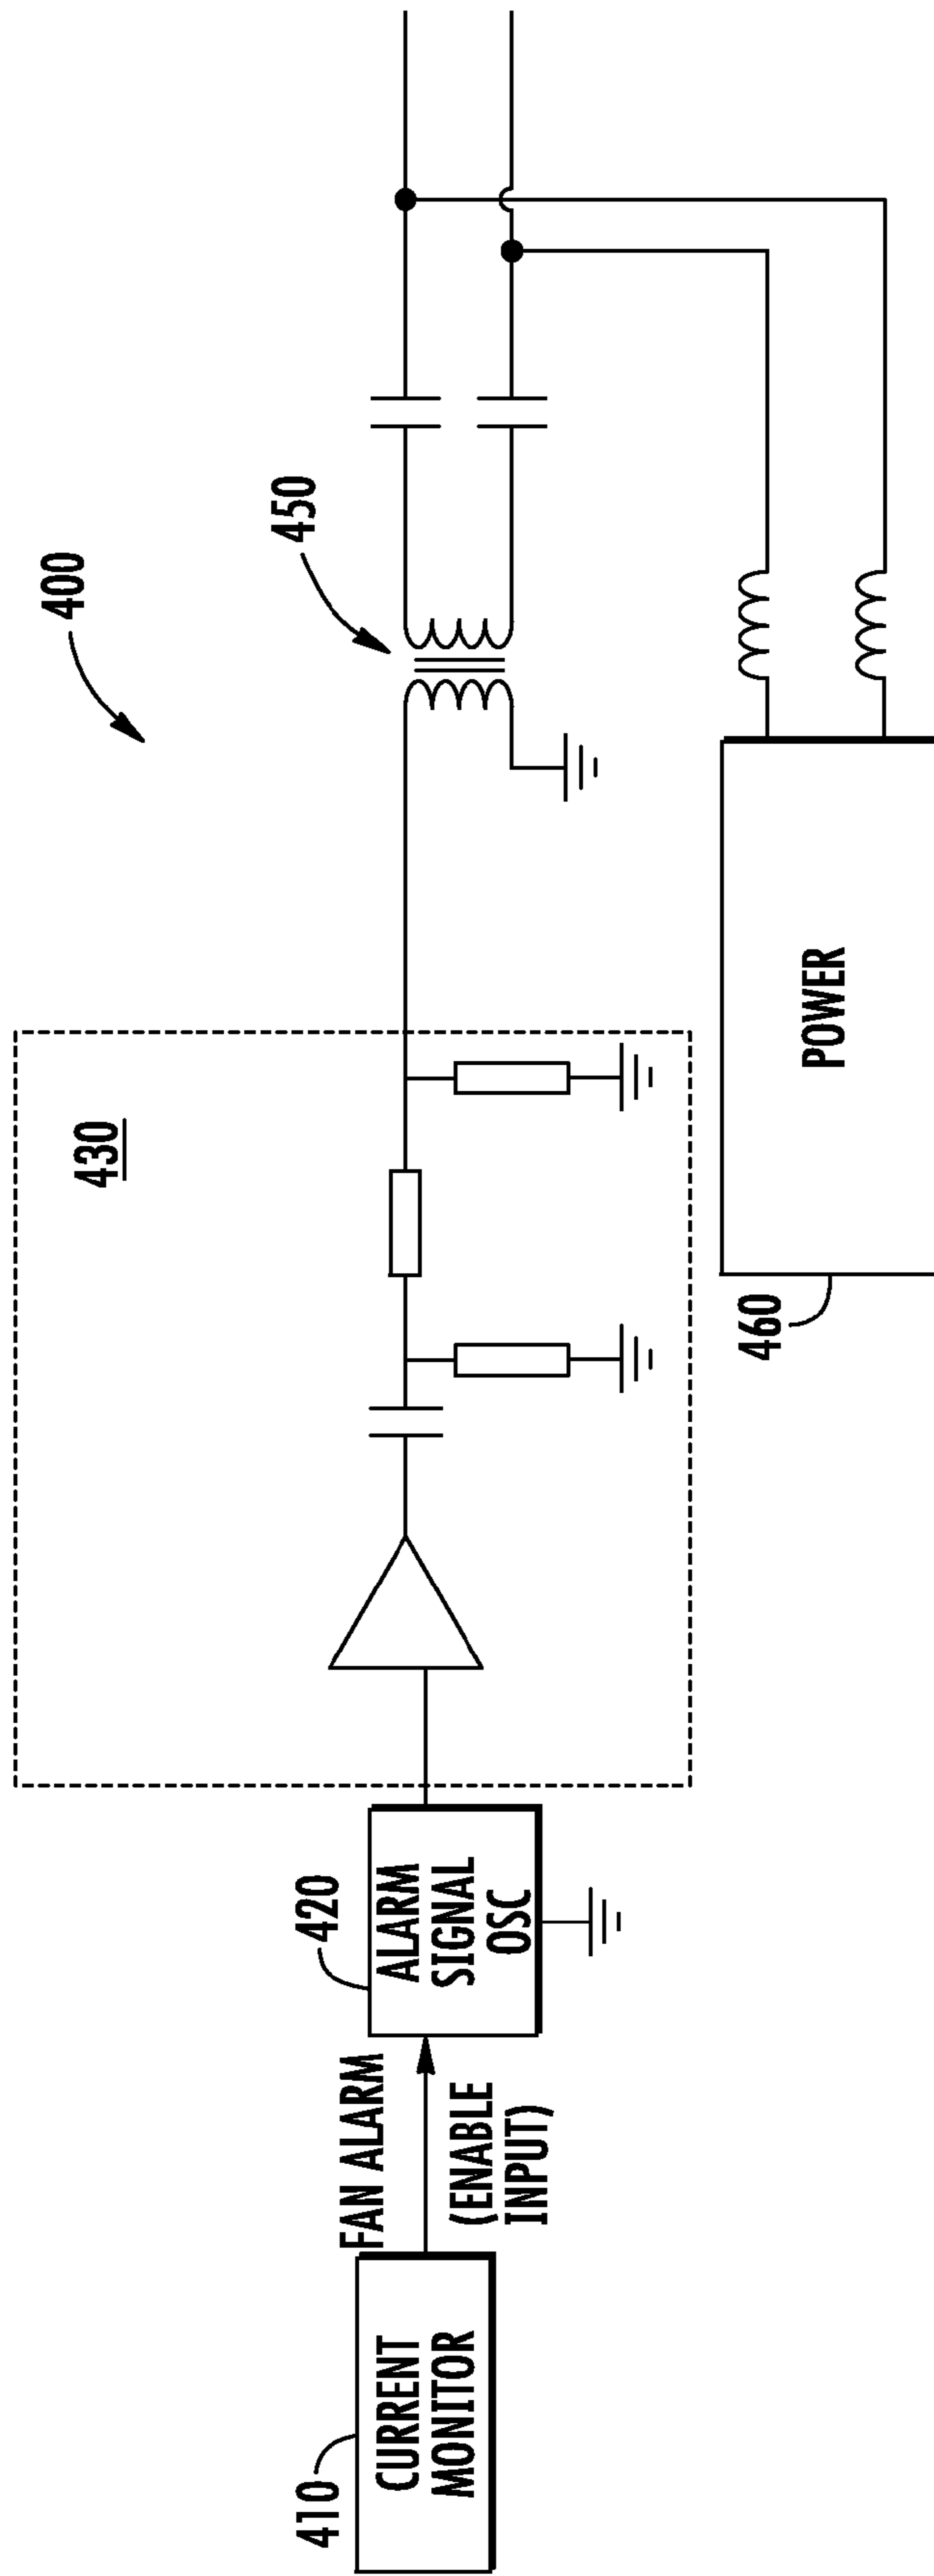 400
450
430
420
410
CURRENT
MONITOR
FAN ALARM
(ENABLE
INPUT)
ALARM
SIGNAL
OSC
POWER
460